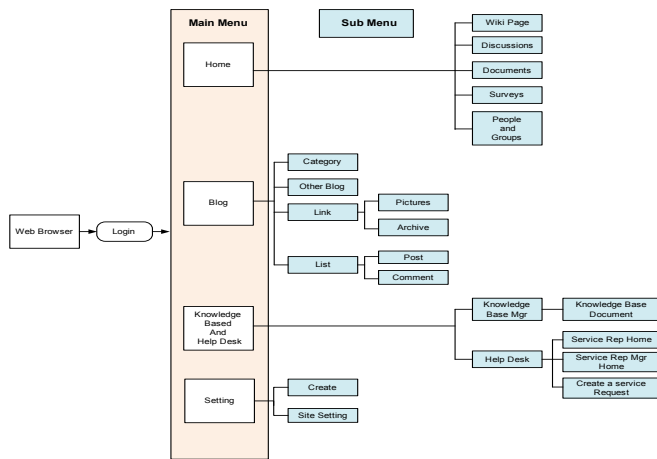 Main Menu
Sub Menu
Home
Wiki Page
Discussions
Documents
Surveys
People
and
Groups
Blog
Category
Other Blog
Link
Pictures
Archive
List
Post
Comment
Web Browser
Login
Knowledge
Based
And
Help Desk
Knowledge
Base Mgr
Knowledge Base
Document
Help Desk
Service Rep Home
Service Rep Mgr
Home
Create a service
Request
Setting
Create
Site Setting